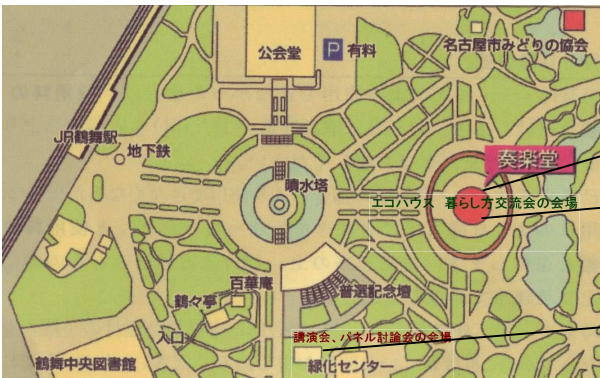 公会堂
P 有料
名古屋市みどりの協会
JR鶴舞駅
地下鉄
奏楽堂
噴水塔
エコハウス 暮らし方交流会の会場
百華庵
鶴々亭
普選記念壇
入口
講演会、パネル討論会の会場
鶴舞中央図書館
緑化センター